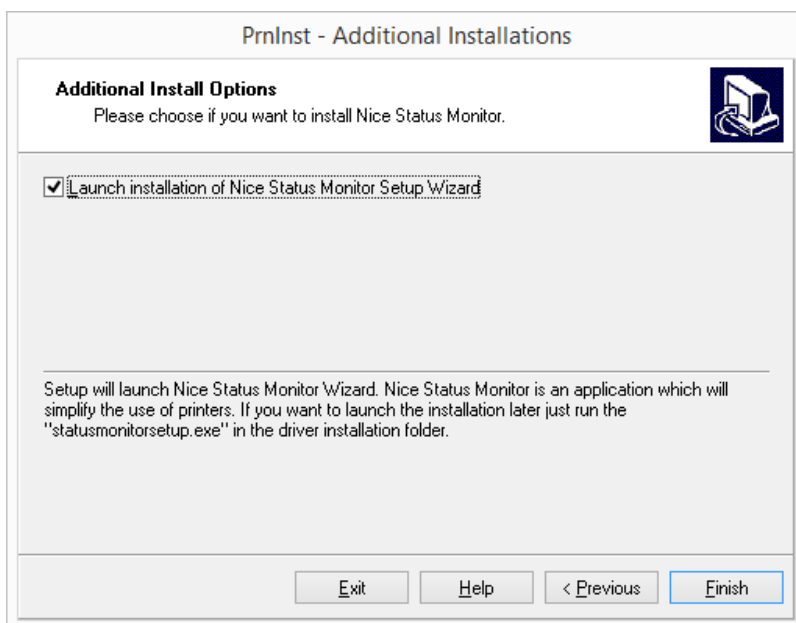 PrnInst - Additional Installations
Additional Install Options
Please choose if you want to install Nice Status Monitor.
Launch installation of Nice Status Monitor Setup Wizard
Setup will launch Nice Status Monitor Wizard. Nice Status Monitor is an application which will
simplify the use of printers. If you want to launch the installation later just run the
"statusmonitorsetup.exe" in the driver installation folder.
Exit Help < Previous Finish